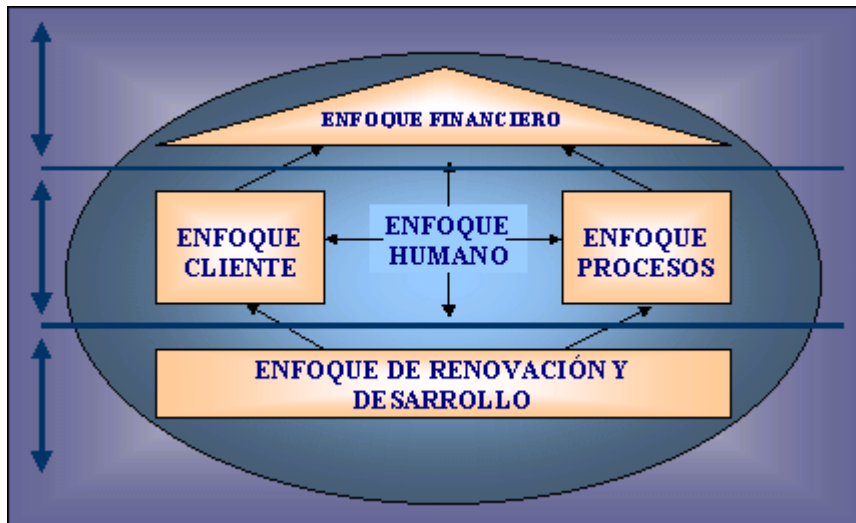 ENFOQUE FINANCIERO
ENFOQUE
CLIENTE
ENFOQUE
HUMANO
ENFOQUE
PROCESOS
ENFOQUE DE RENOVACIÓN Y
DESARROLLO